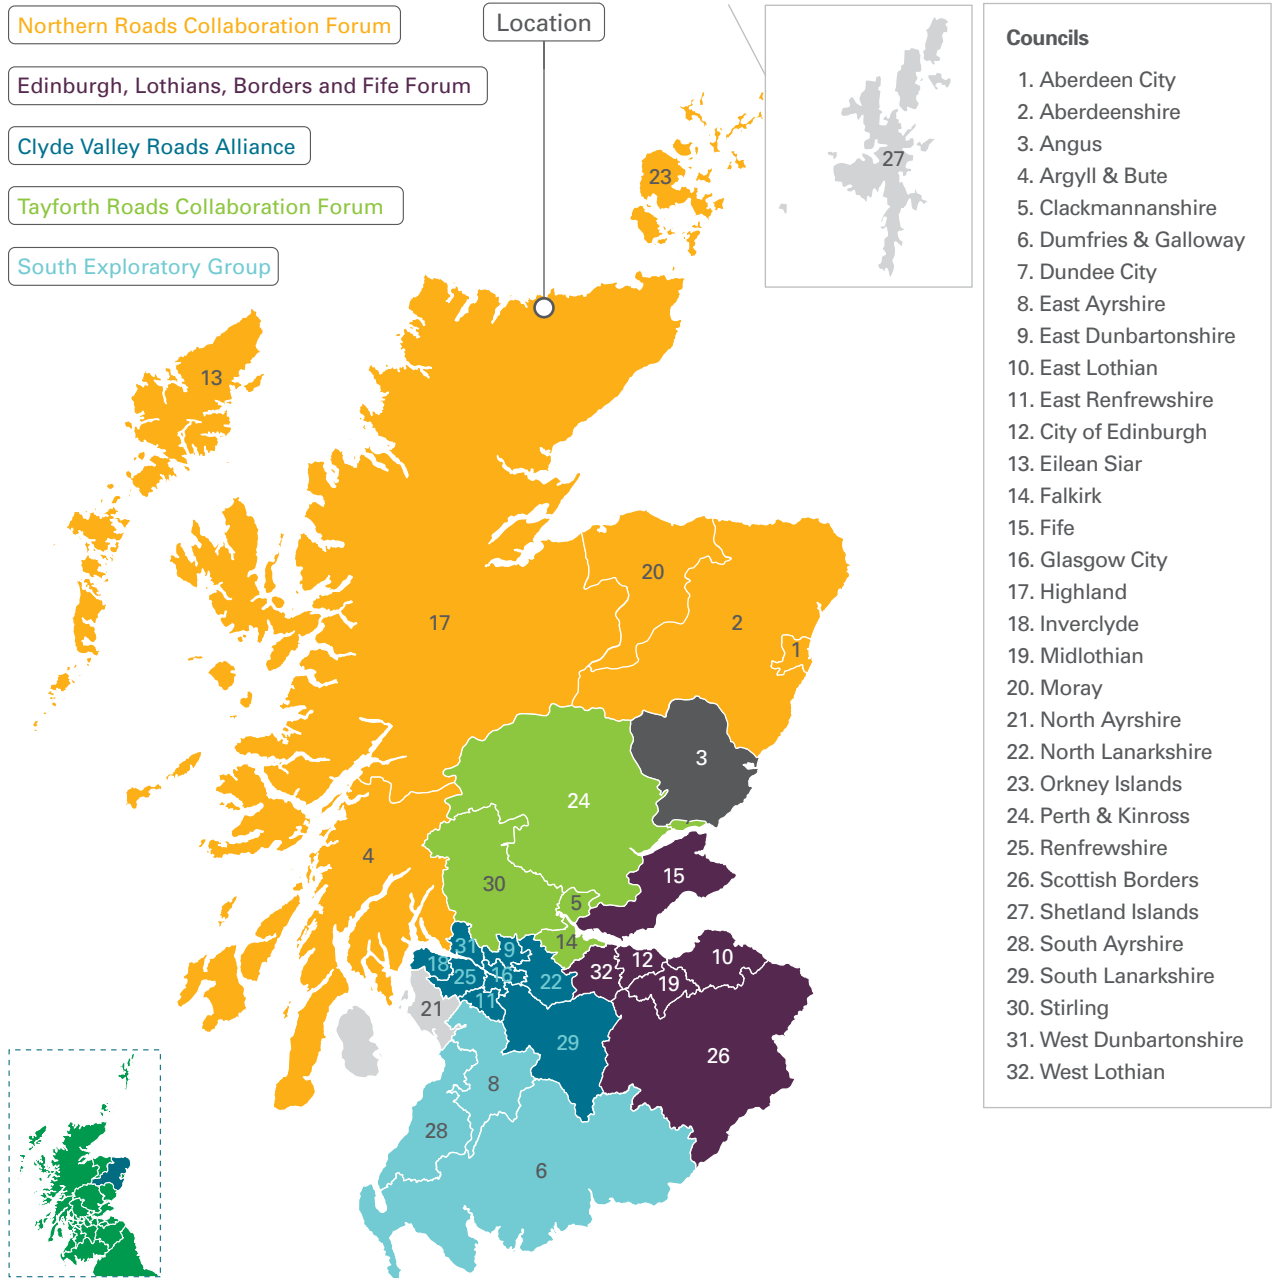 Northern Roads Collaboration Forum
Edinburgh, Lothians, Borders and Fife Forum
Clyde Valley Roads Alliance
Tayforth Roads Collaboration Forum
South Exploratory Group
Location
27
23
13
20
17
2
1
3
24
4
15
30
5
14
31
9
12
10
18
32
25
16
22
19
21
11
29
26
8
28
6
Councils
1. Aberdeen City
2. Aberdeenshire
3. Angus
4. Argyll & Bute
5. Clackmannanshire
6. Dumfries & Galloway
7. Dundee City
8. East Ayrshire
9. East Dunbartonshire
10. East Lothian
11. East Renfrewshire
12. City of Edinburgh
13. Eilean Siar
14. Falkirk
15. Fife
16. Glasgow City
17. Highland
18. Inverclyde
19. Midlothian
20. Moray
21. North Ayrshire
22. North Lanarkshire
23. Orkney Islands
24. Perth & Kinross
25. Renfrewshire
26. Scottish Borders
27. Shetland Islands
28. South Ayrshire
29. South Lanarkshire
30. Stirling
31. West Dunbartonshire
32. West Lothian